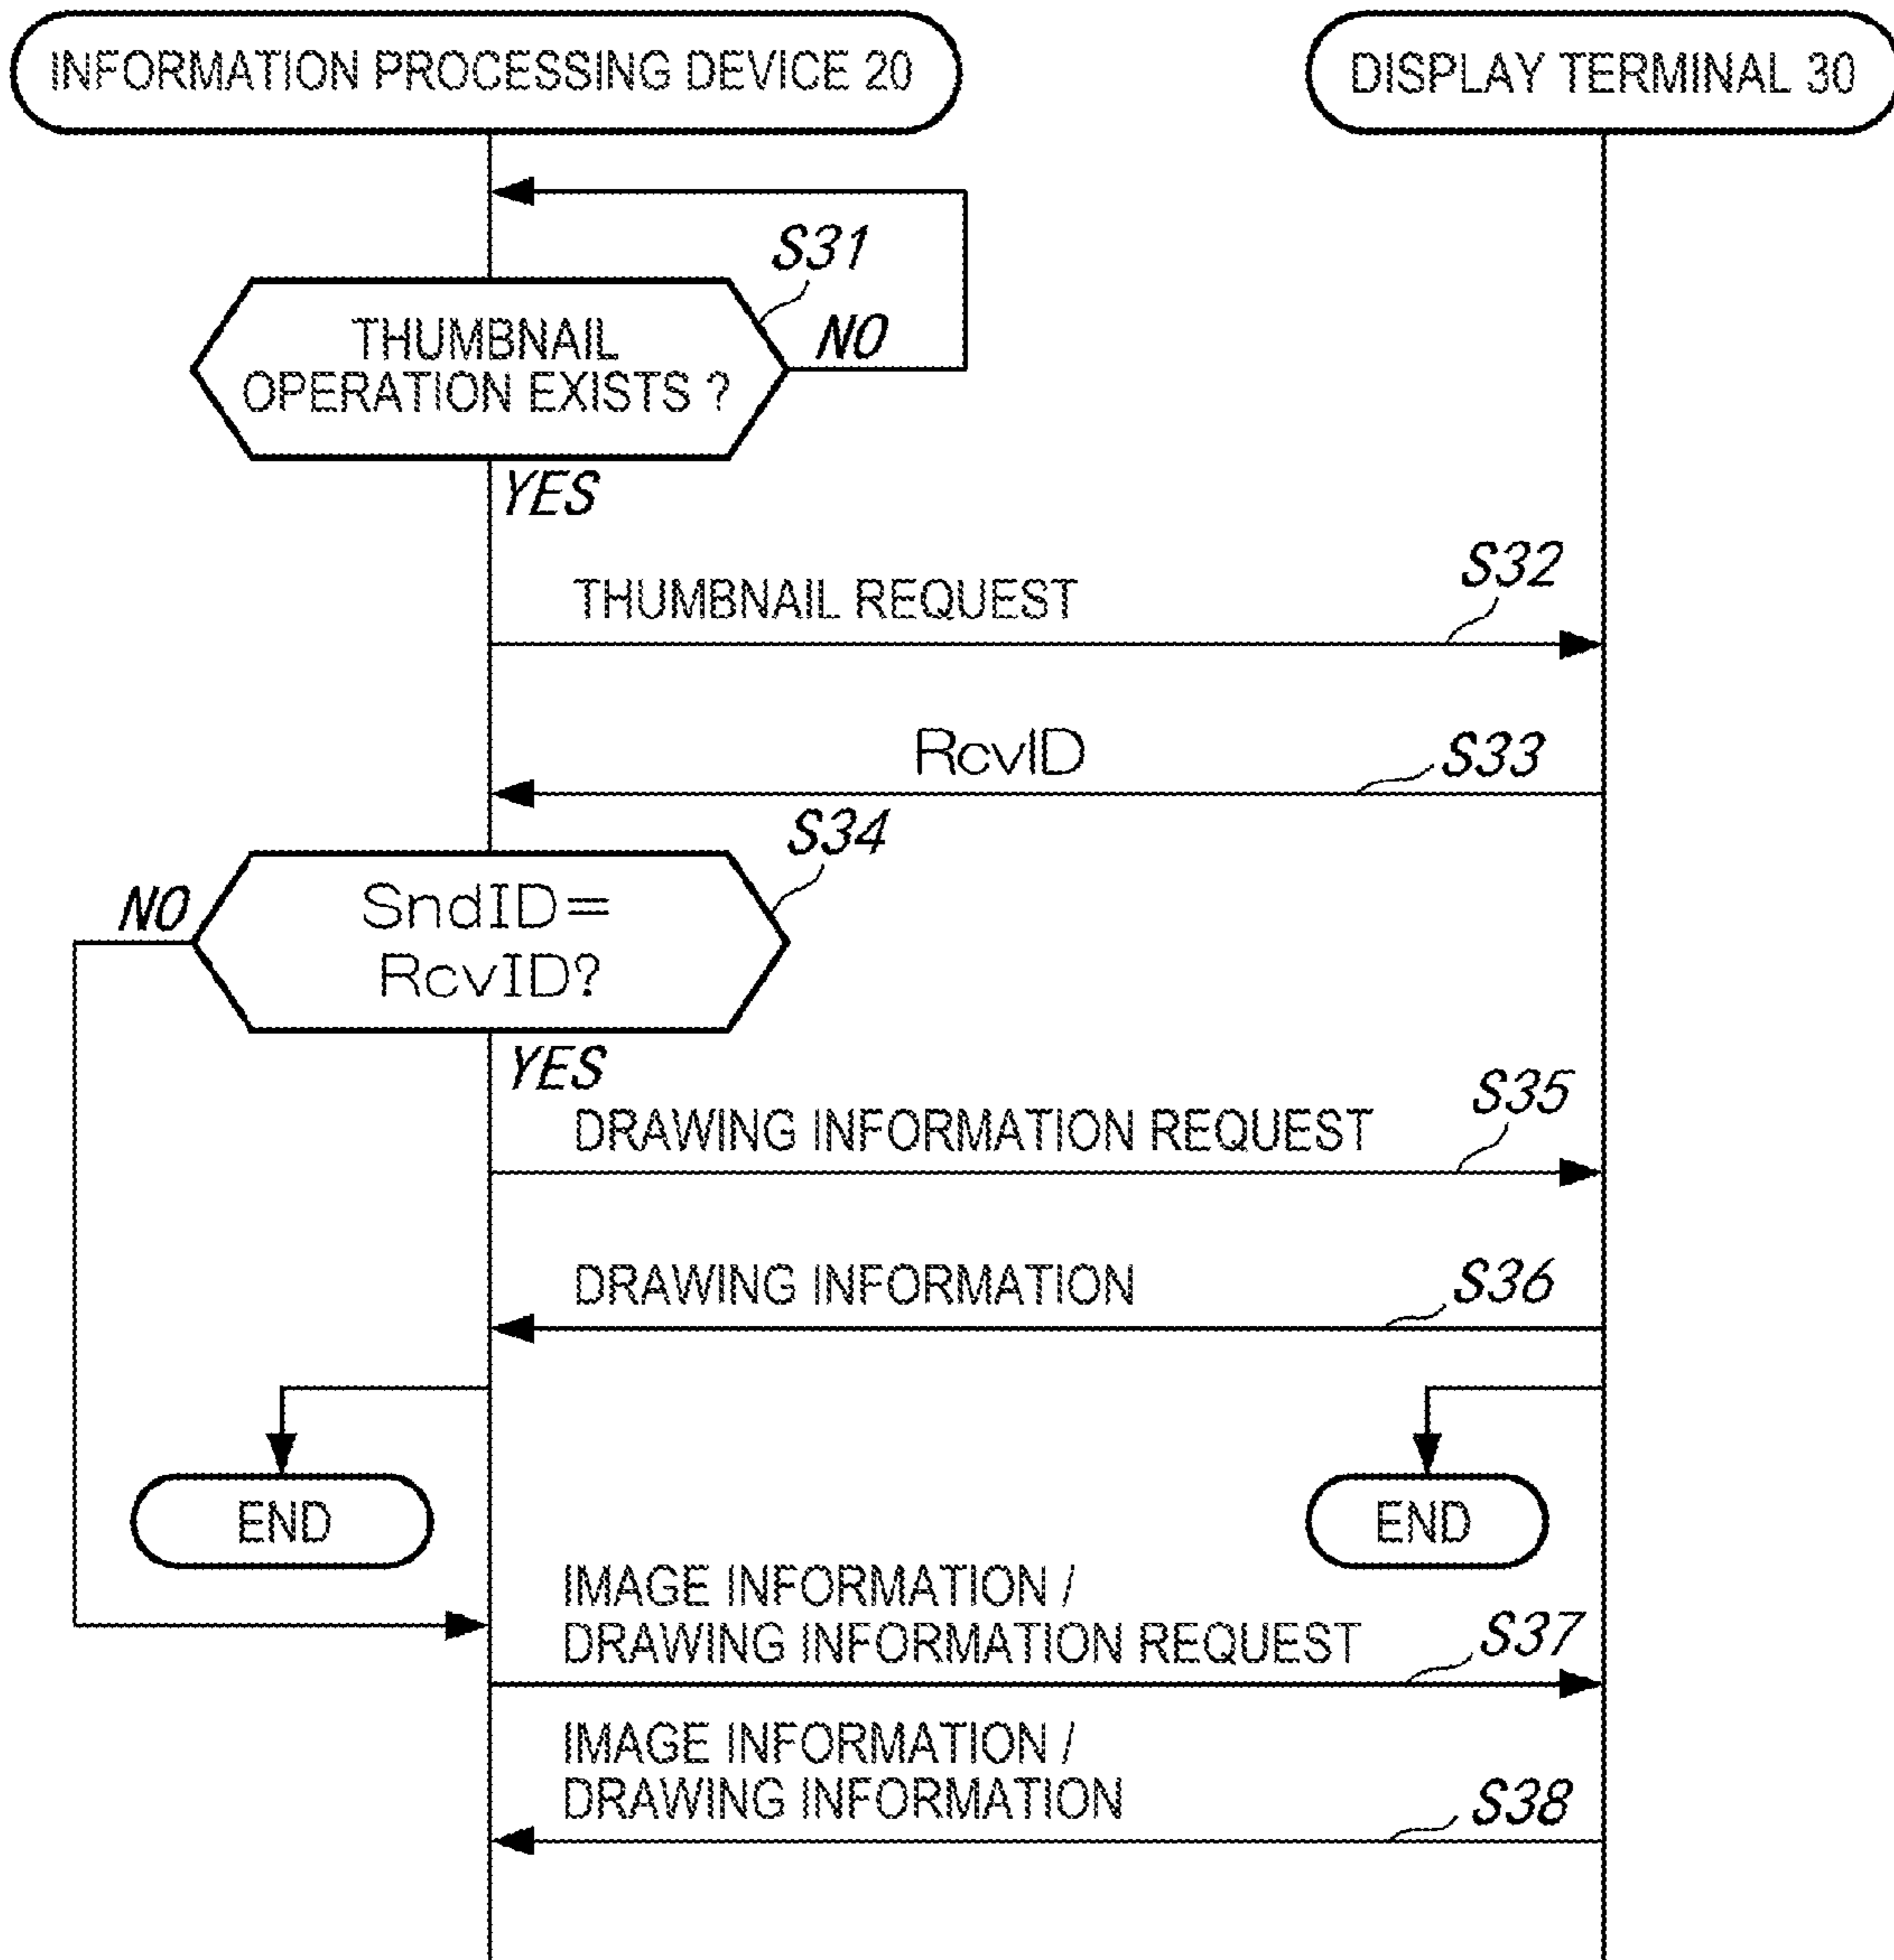 INFORMATION PROCESSING DEVICE 20
DISPLAY TERMINAL 30
S31
THUMBNAIL
OPERATION EXISTS ?
NO
YES
THUMBNAIL REQUEST
S32
RcvID
S33
S34
NO
SndID=
RcvID?
YES
DRAWING INFORMATION REQUEST
S35
DRAWING INFORMATION
S36
END
END
IMAGE INFORMATION /
DRAWING INFORMATION REQUEST
S37
IMAGE INFORMATION /
DRAWING INFORMATION
S38